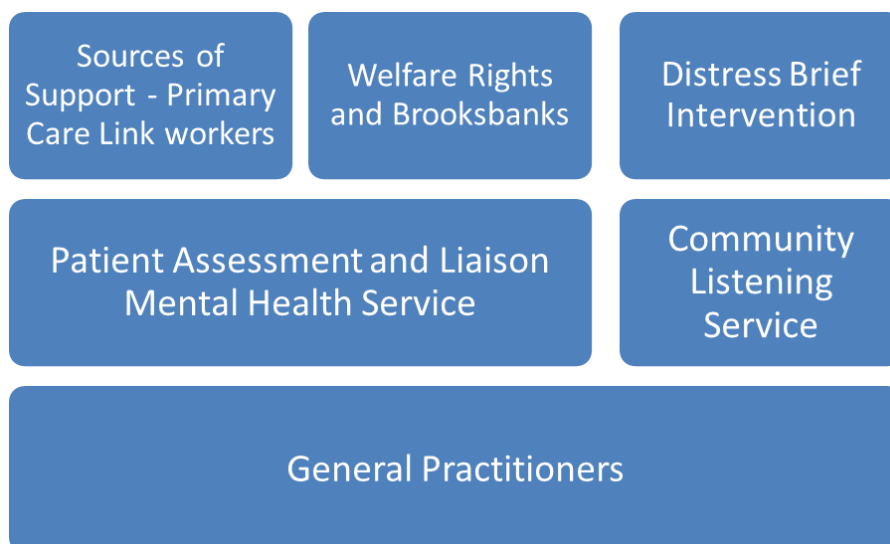 Sources of
Support - Primary
Care Link workers
Welfare Rights
and Brooksbanks
Distress Brief
Intervention
Patient Assessment and Liaison
Mental Health Service
Community
Listening
Service
General Practitioners